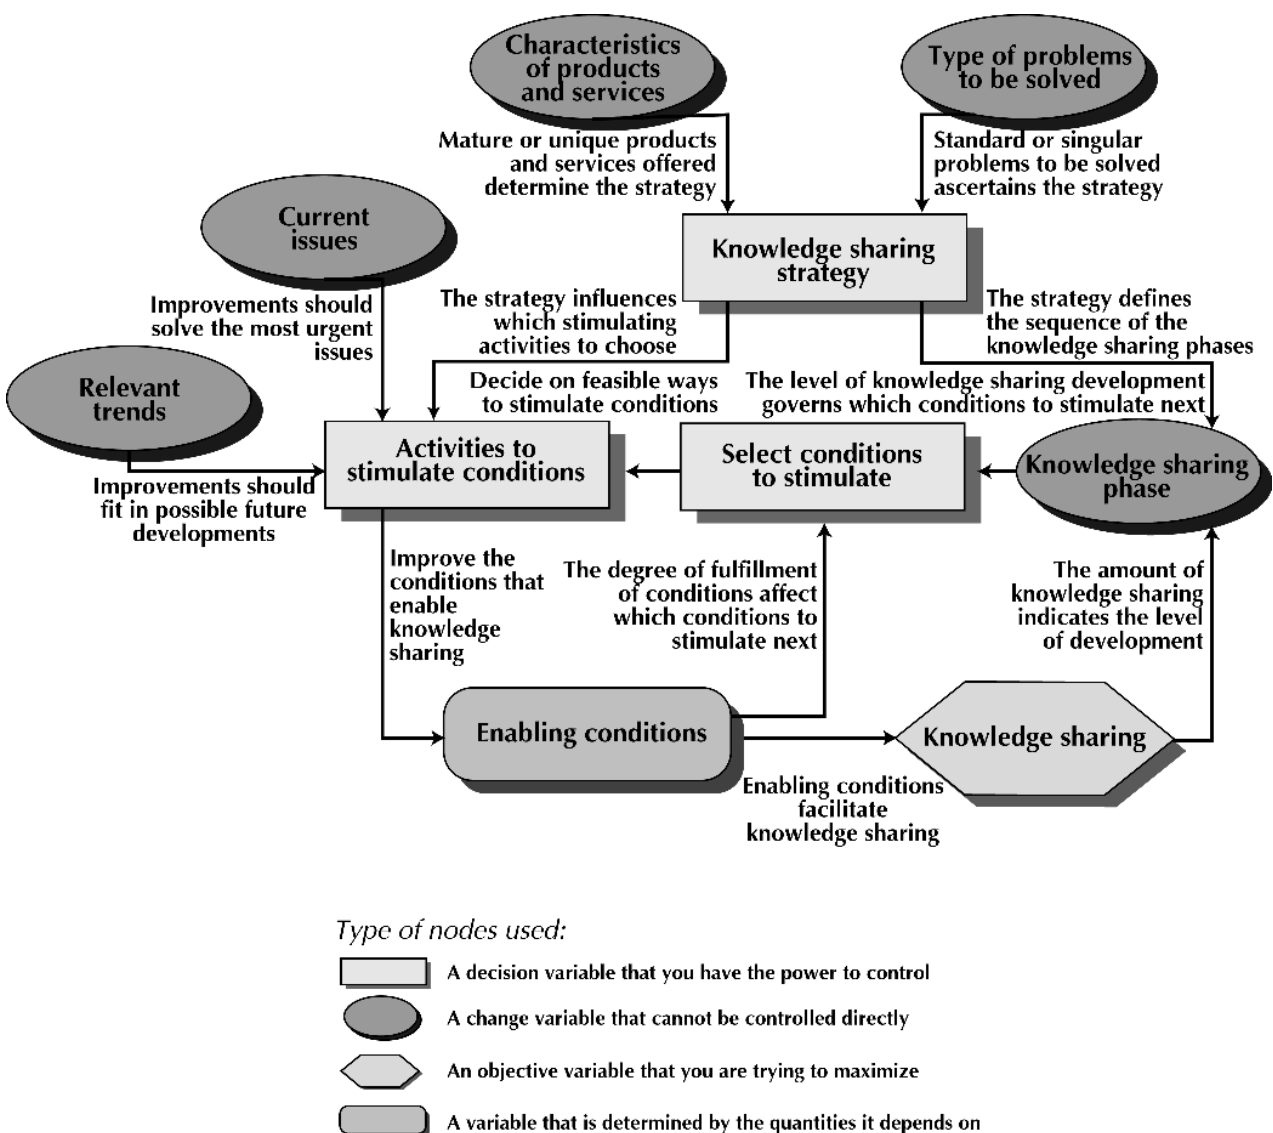 Characteristics
of products
and services
Type of problems
to be solved
Mature or unique products
and services offered
determine the strategy
Standard or singular
problems to be solved
ascertains the strategy
Current
issues
Knowledge sharing
strategy
Improvements should
solve the most urgent
issues
The strategy influences
which stimulating
activities to choose
The strategy defines
the sequence of the
knowledge sharing phases
Relevant
trends
Decide on feasible ways
to stimulate conditions
The level of knowledge sharing development
governs which conditions to stimulate next
Activities to
stimulate conditions
Select conditions
to stimulate
Knowledge sharing
phase
Improvements should
fit in possible future
developments
Improve the
conditions that
enable
knowledge
sharing
The degree of fulfillment
of conditions affect
which conditions to
stimulate next
The amount of
knowledge sharing
indicates the level
of development
Enabling conditions
Knowledge sharing
Enabling conditions
facilitate
knowledge sharing
Type of nodes used:
A decision variable that you have the power to control
A change variable that cannot be controlled directly
An objective variable that you are trying to maximize
A variable that is determined by the quantities it depends on